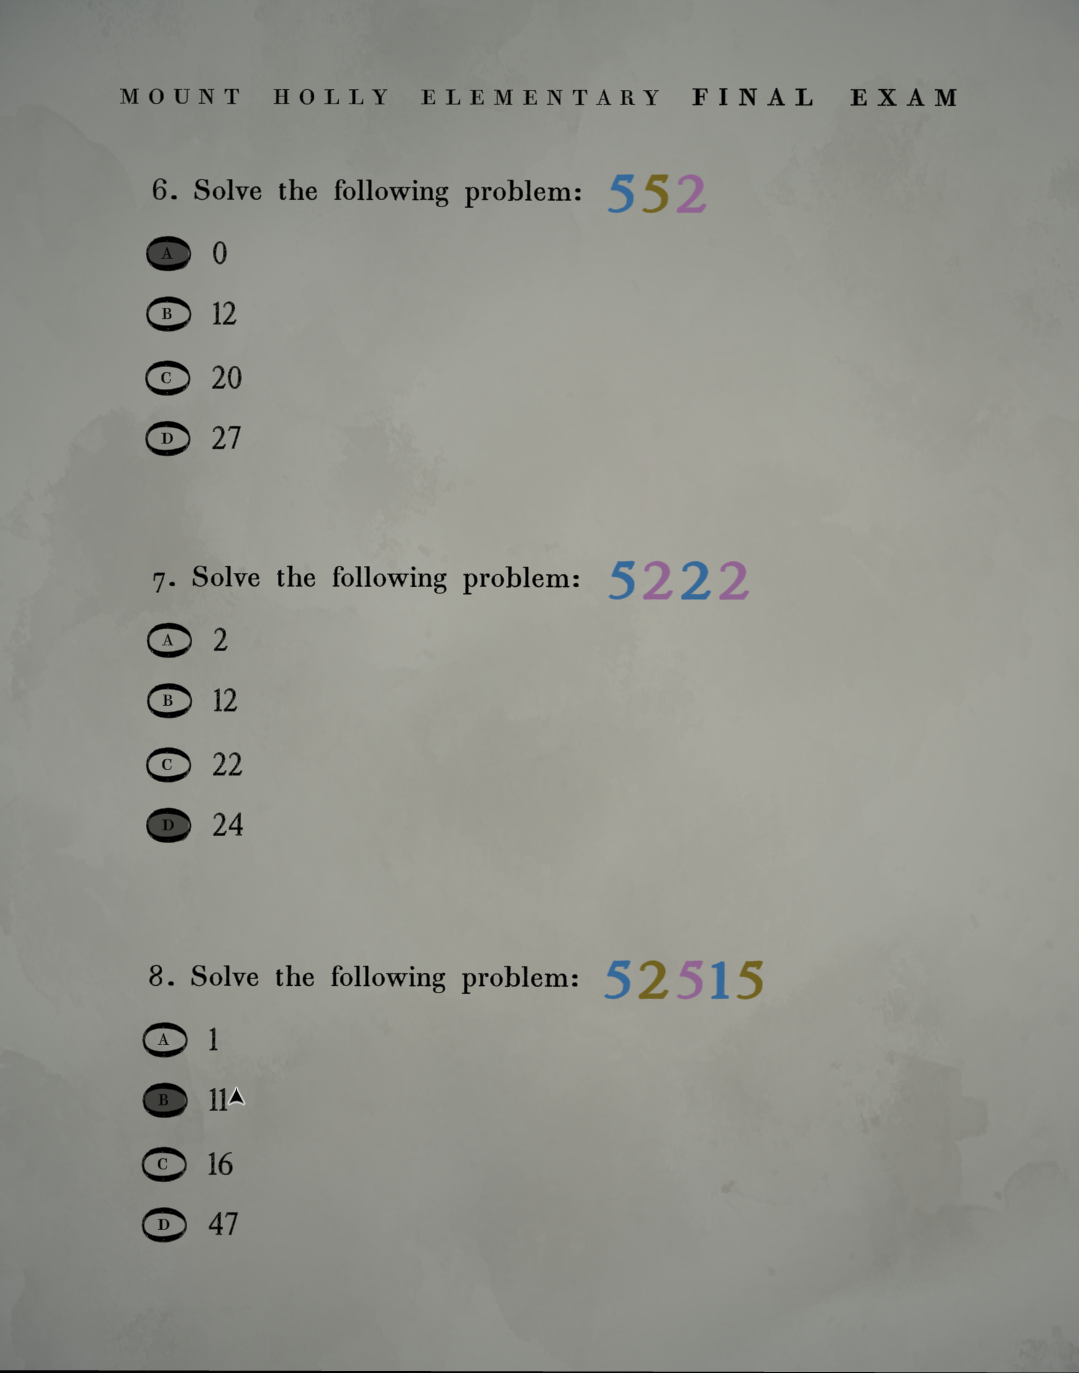 MOUNT HOLLY ELEMENTARY FINAL EXAM
6. Solve the following problem: 552
A 0
B 12
C 20
D 27
7. Solve the following problem: 5222
A 2
B 12
C 22
D 24
8. Solve the following problem: 52515
A 1
B 11
C 16
D 47